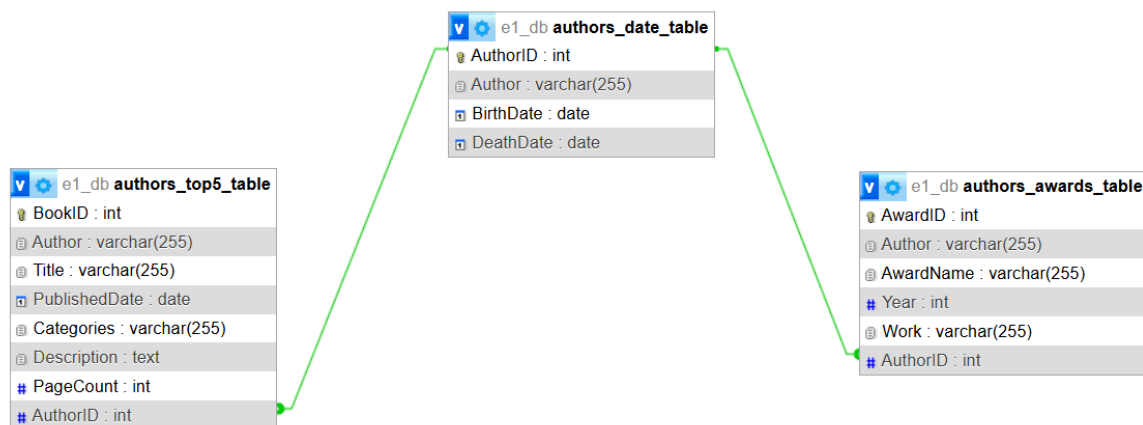 v e1_db authors_date_table
AuthorID : int
Author : varchar(255)
BirthDate : date
DeathDate : date
v e1_db authors_top5_table
BookID : int
Author : varchar(255)
Title : varchar(255)
PublishedDate : date
Categories : varchar(255)
Description : text
# PageCount : int
# AuthorID : int
v e1_db authors_awards_table
AwardID : int
Author : varchar(255)
AwardName : varchar(255)
# Year : int
Work : varchar(255)
# AuthorID : int